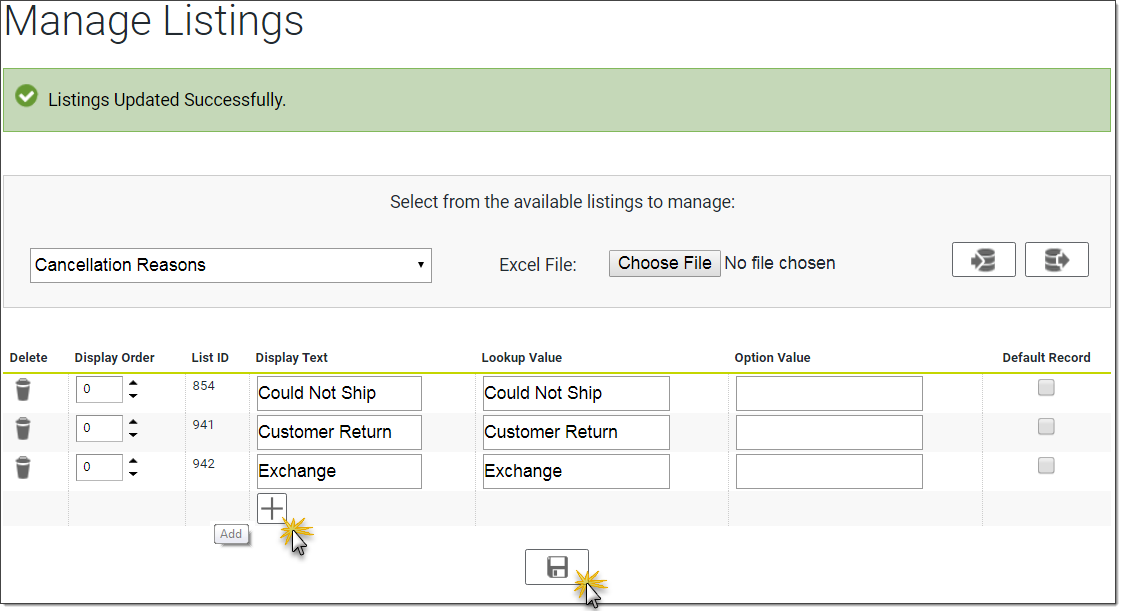 Manage Listings
Listings Updated Successfully.
Select from the available listings to manage:
Cancellation Reasons Excel File: Choose File No file chosen
Delete Display Order List ID Display Text Lookup Value Option Value Default Record
0 854 Could Not Ship Could Not Ship
0 941 Customer Return Customer Return
0 942 Exchange Exchange
Add